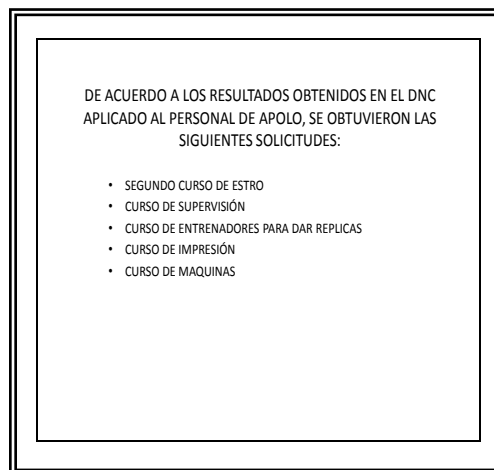 DE ACUERDO A LOS RESULTADOS OBTENIDOS EN EL DNC
APLICADO AL PERSONAL DE APOLO, SE OBTUVIERON LAS
SIGUIENTES SOLICITUDES:
• SEGUNDO CURSO DE ESTRO
• CURSO DE SUPERVISIÓN
• CURSO DE ENTRENADORES PARA DAR REPLICAS
• CURSO DE IMPRESIÓN
• CURSO DE MAQUINAS